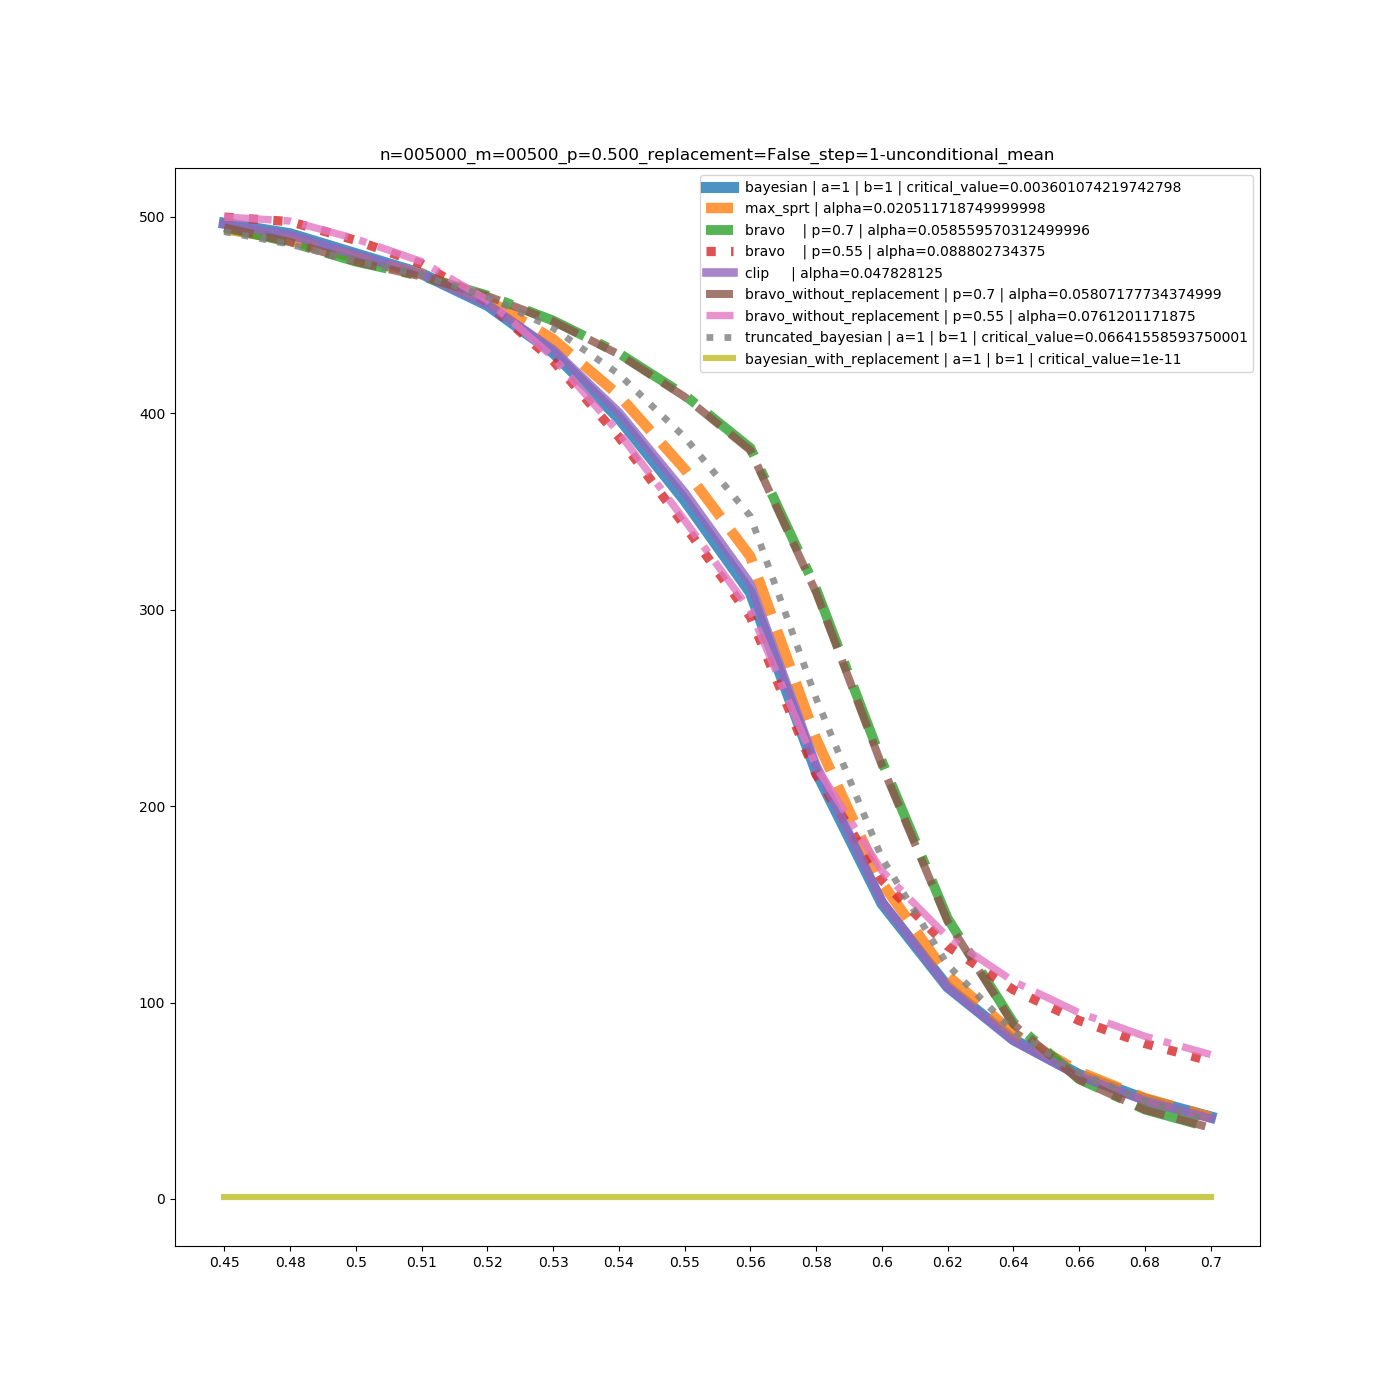 n=005000_m=00500_p=0.500_replacement=False_step=1-unconditional_mean
bayesian | a=1 | b=1 | critical_value=0.003601074219742798
max_sprt | alpha=0.020511718749999998
bravo    | p=0.7 | alpha=0.058559570312499996
bravo    | p=0.55 | alpha=0.088802734375
clip     | alpha=0.047828125
bravo_without_replacement | p=0.7 | alpha=0.05807177734374999
bravo_without_replacement | p=0.55 | alpha=0.0761201171875
truncated_bayesian | a=1 | b=1 | critical_value=0.06641558593750001
bayesian_with_replacement | a=1 | b=1 | critical_value=1e-11
500
400
300
200
100
0
0.45 0.48 0.5 0.51 0.52 0.53 0.54 0.55 0.56 0.58 0.6 0.62 0.64 0.66 0.68 0.7